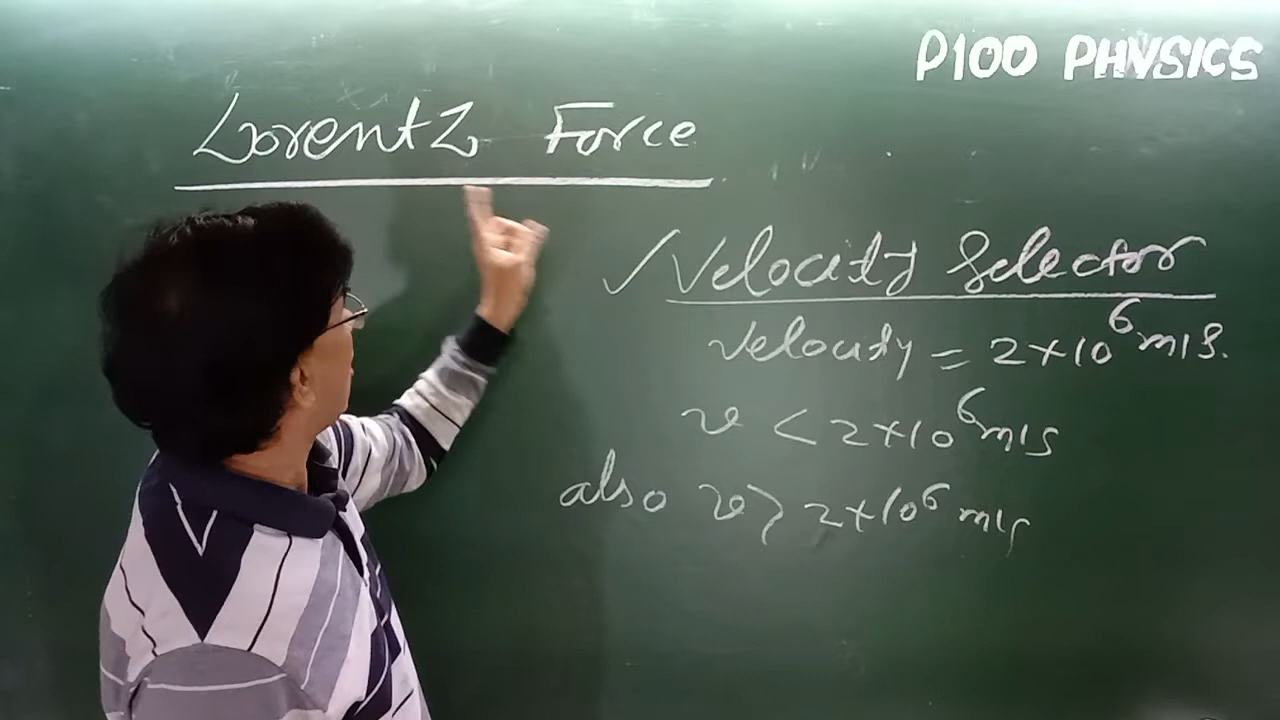 P100 PHYSICS
Lorentz Force
✓ Velocity Selector
Velocity = 2×10⁶ m/s.
v < 2×10⁶ m/s
also v > 2×10⁶ m/s